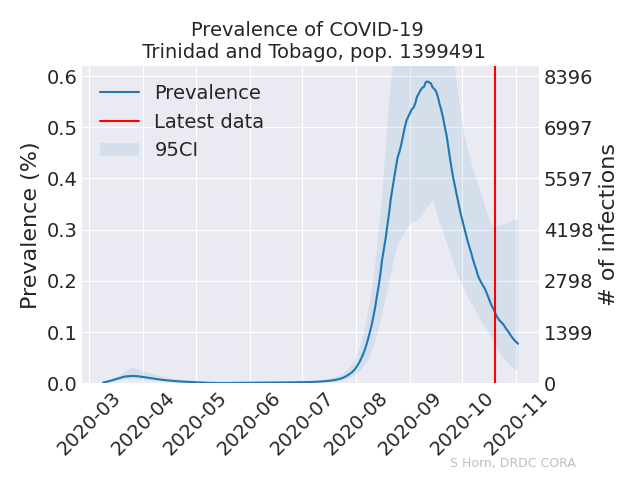 Prevalence of COVID-19
Trinidad and Tobago, pop. 1399491
Prevalence (%)
0.6
0.5
0.4
0.3
0.2
0.1
0.0
Prevalence
Latest data
95CI
8396
6997
5597
4198
2798
1399
0
# of infections
2020-03
2020-04
2020-05
2020-06
2020-07
2020-08
2020-09
2020-10
2020-11
S Horn, DRDC CORA